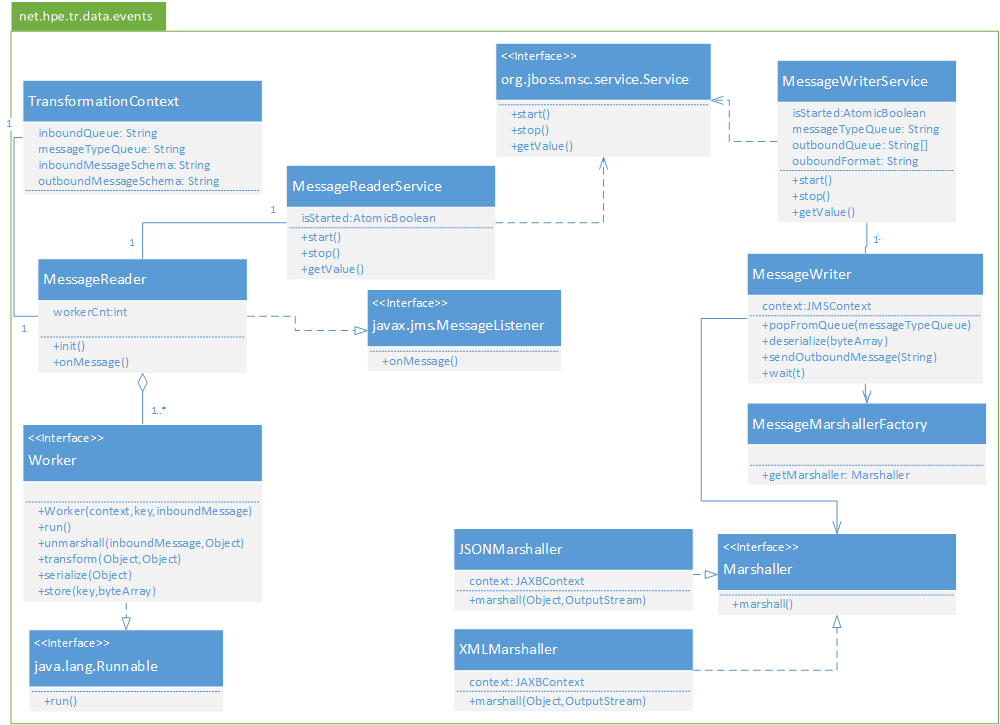 net.hpe.tr.data.events
TransformationContext
inboundQueue: String
messageTypeQueue: String
inboundMessageSchema: String
outboundMessageSchema: String
1
1
<<Interface>>
org.jboss.msc.service.Service
+start()
+stop()
+getValue()
MessageWriterService
isStarted:AtomicBoolean
messageTypeQueue: String
outboundQueue: String[]
ouboundFormat: String
+start()
+stop()
+getValue()
1
MessageReaderService
isStarted:AtomicBoolean
+start()
+stop()
+getValue()
1
1
MessageReader
workerCnt:int
+init()
+onMessage()
1..*
<<Interface>>
javax.jms.MessageListener
+onMessage()
MessageWriter
context:JMSContext
+popFromQueue(messageTypeQueue)
+deserialize(byteArray)
+sendOutboundMessage(String)
+wait(t)
MessageMarshallerFactory
+getMarshaller: Marshaller
<<Interface>>
Worker
+Worker(context,key,inboundMessage)
+run()
+unmarshall(inboundMessage,Object)
+transform(Object,Object)
+serialize(Object)
+store(key,byteArray)
<<Interface>>
java.lang.Runnable
+run()
JSONMarshaller
context: JAXBContext
+marshall(Object,OutputStream)
<<Interface>>
Marshaller
+marshall()
XMLMarshaller
context: JAXBContext
+marshall(Object,OutputStream)